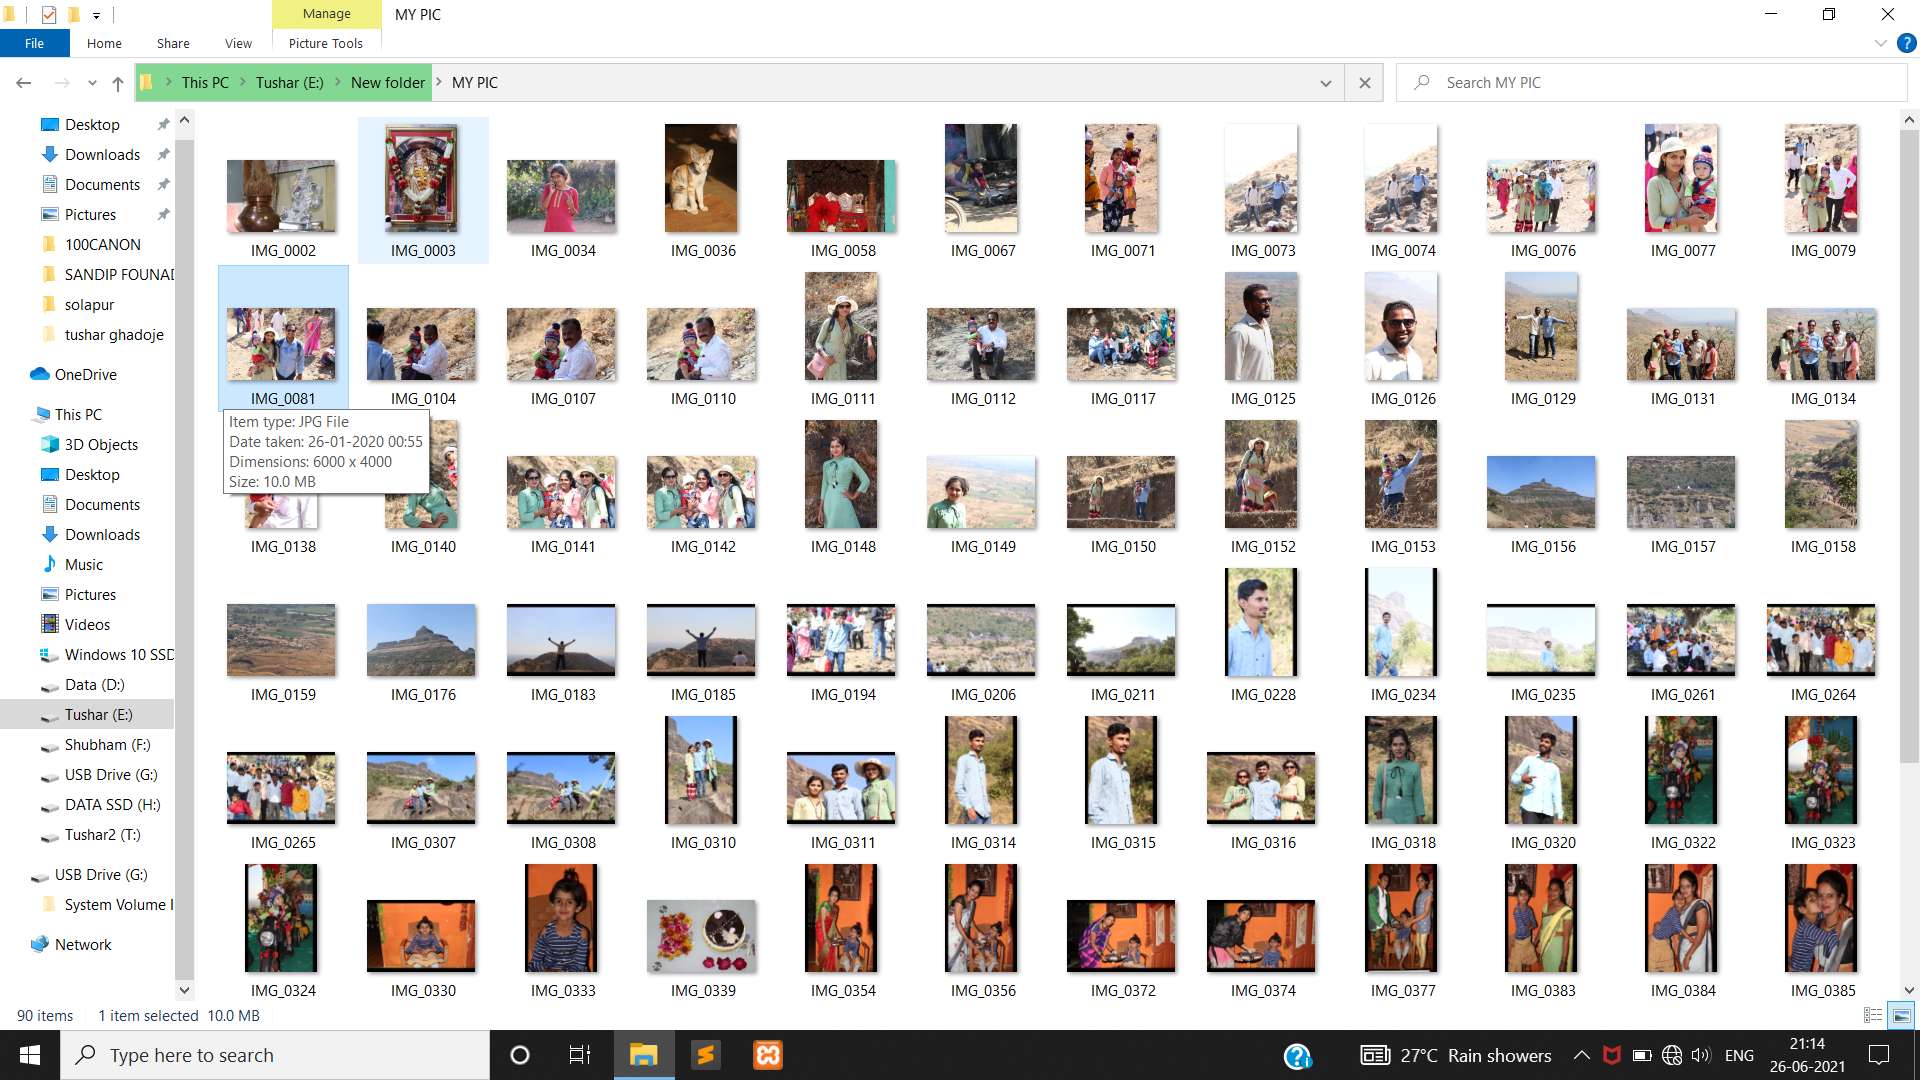 Manage
MY PIC
File
Home
Share
View
Picture Tools
This PC
Tushar (E:)
New folder
MY PIC
Search MY PIC
Desktop
Downloads
Documents
Pictures
100CANON
SANDIP FOUNAD
solapur
tushar ghadoje
OneDrive
This PC
3D Objects
Desktop
Documents
Downloads
Music
Pictures
Videos
Windows 10 SSD
Data (D:)
Tushar (E:)
Shubham (F:)
USB Drive (G:)
DATA SSD (H:)
Tushar2 (T:)
USB Drive (G:)
System Volume I
Network
IMG_0002 IMG_0003 IMG_0034 IMG_0036 IMG_0058 IMG_0067 IMG_0071 IMG_0073 IMG_0074 IMG_0076 IMG_0077 IMG_0079
IMG_0081 IMG_0104 IMG_0107 IMG_0110 IMG_0111 IMG_0112 IMG_0117 IMG_0125 IMG_0126 IMG_0129 IMG_0131 IMG_0134
Item type: JPG File
Date taken: 26-01-2020 00:55
Dimensions: 6000 x 4000
Size: 10.0 MB
IMG_0138 IMG_0140 IMG_0141 IMG_0142 IMG_0148 IMG_0149 IMG_0150 IMG_0152 IMG_0153 IMG_0156 IMG_0157 IMG_0158
IMG_0159 IMG_0176 IMG_0183 IMG_0185 IMG_0194 IMG_0206 IMG_0211 IMG_0228 IMG_0234 IMG_0235 IMG_0261 IMG_0264
IMG_0265 IMG_0307 IMG_0308 IMG_0310 IMG_0311 IMG_0314 IMG_0315 IMG_0316 IMG_0318 IMG_0320 IMG_0322 IMG_0323
IMG_0324 IMG_0330 IMG_0333 IMG_0339 IMG_0354 IMG_0356 IMG_0372 IMG_0374 IMG_0377 IMG_0383 IMG_0384 IMG_0385
90 items
1 item selected 10.0 MB
Type here to search
27°C Rain showers
ENG
21:14
26-06-2021